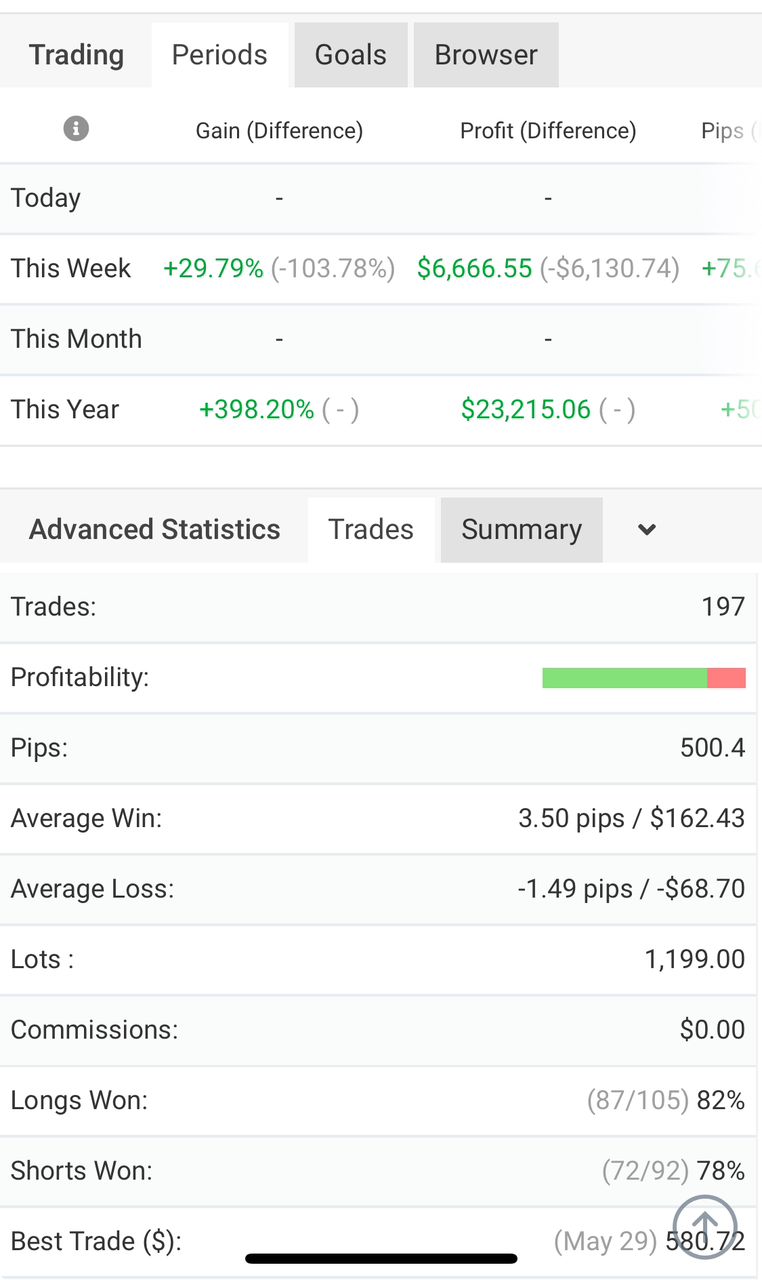 Trading Periods Goals Browser
Gain (Difference) Profit (Difference) Pips (
Today - -
This Week +29.79% (-103.78%) $6,666.55 (-$6,130.74) +75.
This Month - -
This Year +398.20% ( - ) $23,215.06 ( - ) +50
Advanced Statistics Trades Summary
Trades: 197
Profitability:
Pips: 500.4
Average Win: 3.50 pips / $162.43
Average Loss: -1.49 pips / -$68.70
Lots : 1,199.00
Commissions: $0.00
Longs Won: (87/105) 82%
Shorts Won: (72/92) 78%
Best Trade ($): (May 29) 580.72